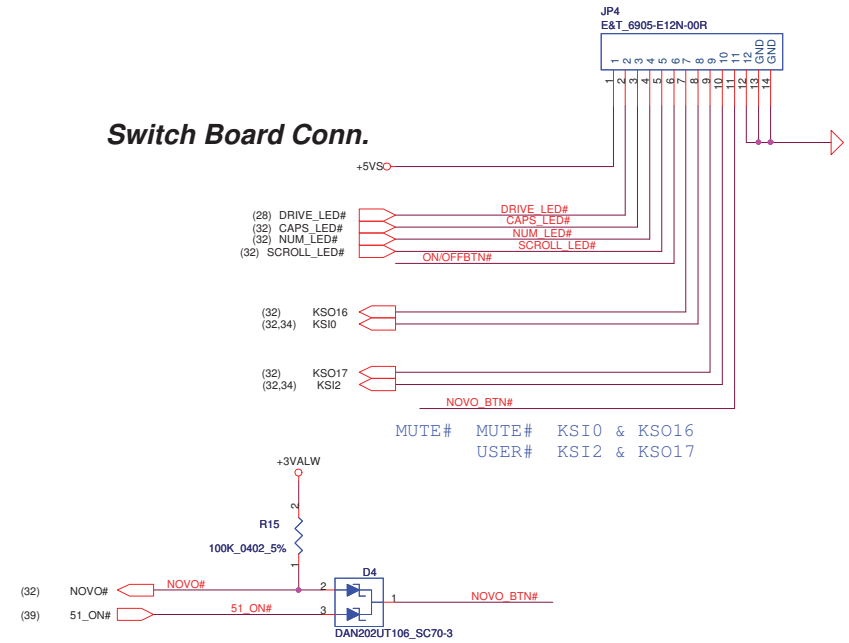 JP4
E&T_6905-E12N-00R
1 2 3 4 5 6 7 8 9 10 11 12 GND GND
1 2 3 4 5 6 7 8 9 10 11 12 13 14
Switch Board Conn.
+5VS
(28) DRIVE_LED# DRIVE_LED#
(32) CAPS_LED# CAPS_LED#
(32) NUM_LED# NUM_LED#
(32) SCROLL_LED# SCROLL_LED#
ON/OFFBTN#
(32) KSO16
(32,34) KSI0
(32) KSO17
(32,34) KSI2
NOVO_BTN#
MUTE# MUTE# KSI0 & KSO16
USER# KSI2 & KSO17
+3VALW
2
R15
100K_0402_5%
1
D4
(32) NOVO# NOVO# 2
1 NOVO_BTN#
(39) 51_ON# 51_ON# 3
DAN202UT106_SC70-3